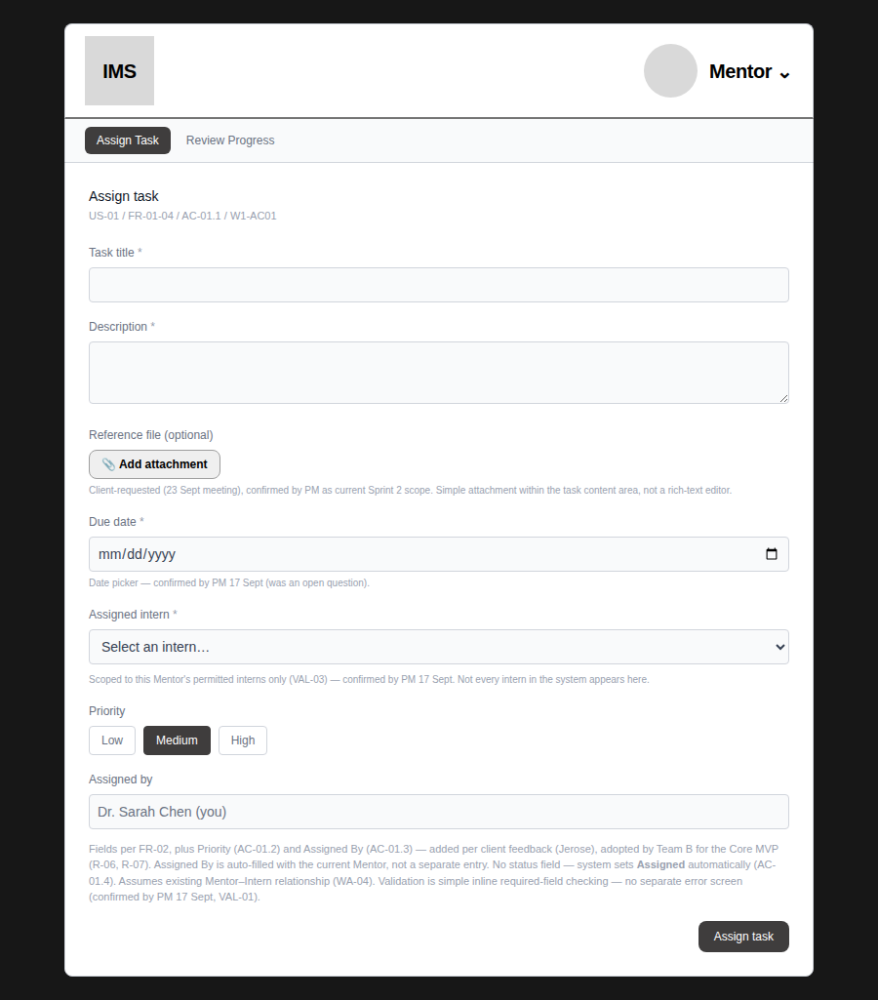 IMS
Mentor
Assign Task
Review Progress
Assign task
US-01 / FR-01-04 / AC-01.1 / W1-AC01
Task title *
Description *
Reference file (optional)
📎 Add attachment
Client-requested (23 Sept meeting), confirmed by PM as current Sprint 2 scope. Simple attachment within the task content area, not a rich-text editor.
Due date *
mm/dd/yyyy
Date picker — confirmed by PM 17 Sept (was an open question).
Assigned intern *
Select an intern…
Scoped to this Mentor's permitted interns only (VAL-03) — confirmed by PM 17 Sept. Not every intern in the system appears here.
Priority
Low
Medium
High
Assigned by
Dr. Sarah Chen (you)
Fields per FR-02, plus Priority (AC-01.2) and Assigned By (AC-01.3) — added per client feedback (Jerose), adopted by Team B for the Core MVP
(R-06, R-07). Assigned By is auto-filled with the current Mentor, not a separate entry. No status field — system sets Assigned automatically (AC-
01.4). Assumes existing Mentor–Intern relationship (WA-04). Validation is simple inline required-field checking — no separate error screen
(confirmed by PM 17 Sept, VAL-01).
Assign task